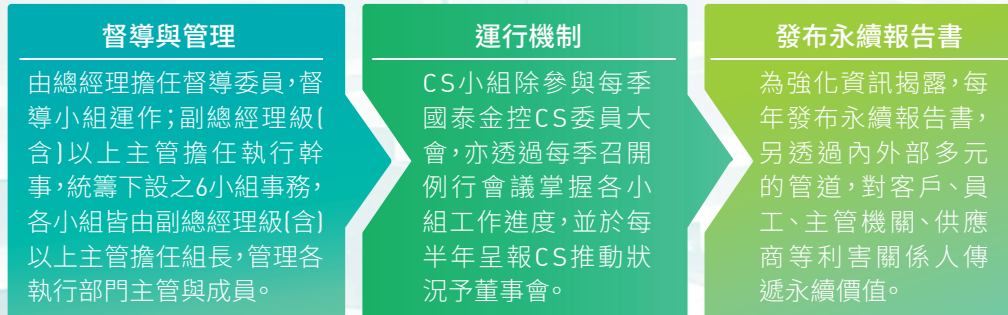 督導與管理
由總經理擔任督導委員,督
導小組運作;副總經理級(
含)以上主管擔任執行幹
事,統籌下設之6小組事務,
各小組皆由副總經理級(含)
以上主管擔任組長,管理各
執行部門主管與成員。
運行機制
CS小組除參與每季
國泰金控CS委員大
會,亦透過每季召開
例行會議掌握各小
組工作進度,並於每
半年呈報CS推動狀
況予董事會。
發布永續報告書
為強化資訊揭露,每
年發布永續報告書,
另透過內外部多元
的管道,對客戶、員
工、主管機關、供應
商等利害關係人傳
遞永續價值。